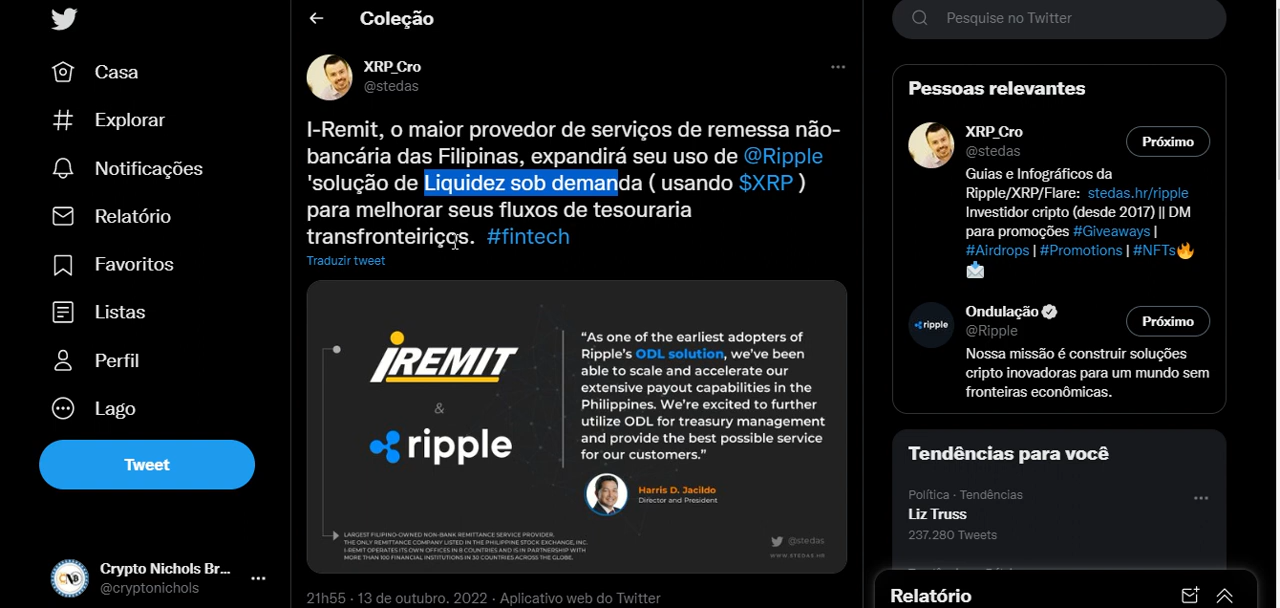 Casa
Explorar
Notificações
Relatório
Favoritos
Listas
Perfil
Lago
Tweet
Crypto Nichols Br...
@cryptonichols
Coleção
XRP_Cro
@stedas
I-Remit, o maior provedor de serviços de remessa não-
bancária das Filipinas, expandirá seu uso de @Ripple
'solução de Liquidez sob demanda ( usando $XRP )
para melhorar seus fluxos de tesouraria
transfronteiriços. #fintech
Traduzir tweet
iREMIT
&
ripple
“As one of the earliest adopters of
Ripple's ODL solution, we've been
able to scale and accelerate our
extensive payout capabilities in the
Philippines. We're excited to further
utilize ODL for treasury management
and provide the best possible service
for our customers.”
Harris D. Jacildo
Director and President
LARGEST FILIPINO-OWNED NON-BANK REMITTANCE SERVICE PROVIDER.
THE ONLY REMITTANCE COMPANY LISTED IN THE PHILIPPINE STOCK EXCHANGE, INC.
I-REMIT OPERATES ITS OWN OFFICES IN 8 COUNTRIES AND IS IN PARTNERSHIP WITH
MORE THAN 100 FINANCIAL INSTITUTIONS IN 30 COUNTRIES ACROSS THE GLOBE.
@stedas
WWW.STEDAS.HR
21h55 · 13 de outubro. 2022 · Aplicativo web do Twitter
Pesquise no Twitter
Pessoas relevantes
XRP_Cro
@stedas
Próximo
Guias e Infográficos da
Ripple/XRP/Flare: stedas.hr/ripple
Investidor cripto (desde 2017) || DM
para promoções #Giveaways |
#Airdrops | #Promotions | #NFTs🔥
📩
ripple
Ondulação
@Ripple
Próximo
Nossa missão é construir soluções
cripto inovadoras para um mundo sem
fronteiras econômicas.
Tendências para você
Política · Tendências
Liz Truss
237.280 Tweets
Relatório